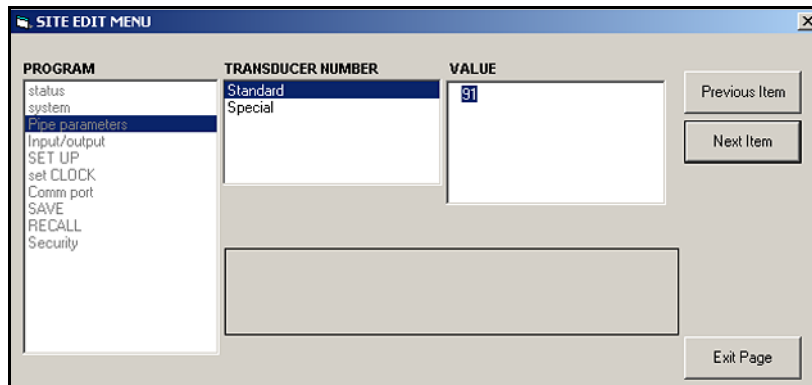 SITE EDIT MENU
PROGRAM
status
system
Pipe parameters
Input/output
SET UP
set CLOCK
Comm port
SAVE
RECALL
Security
TRANSDUCER NUMBER
Standard
Special
VALUE
91
Previous Item
Next Item
Exit Page